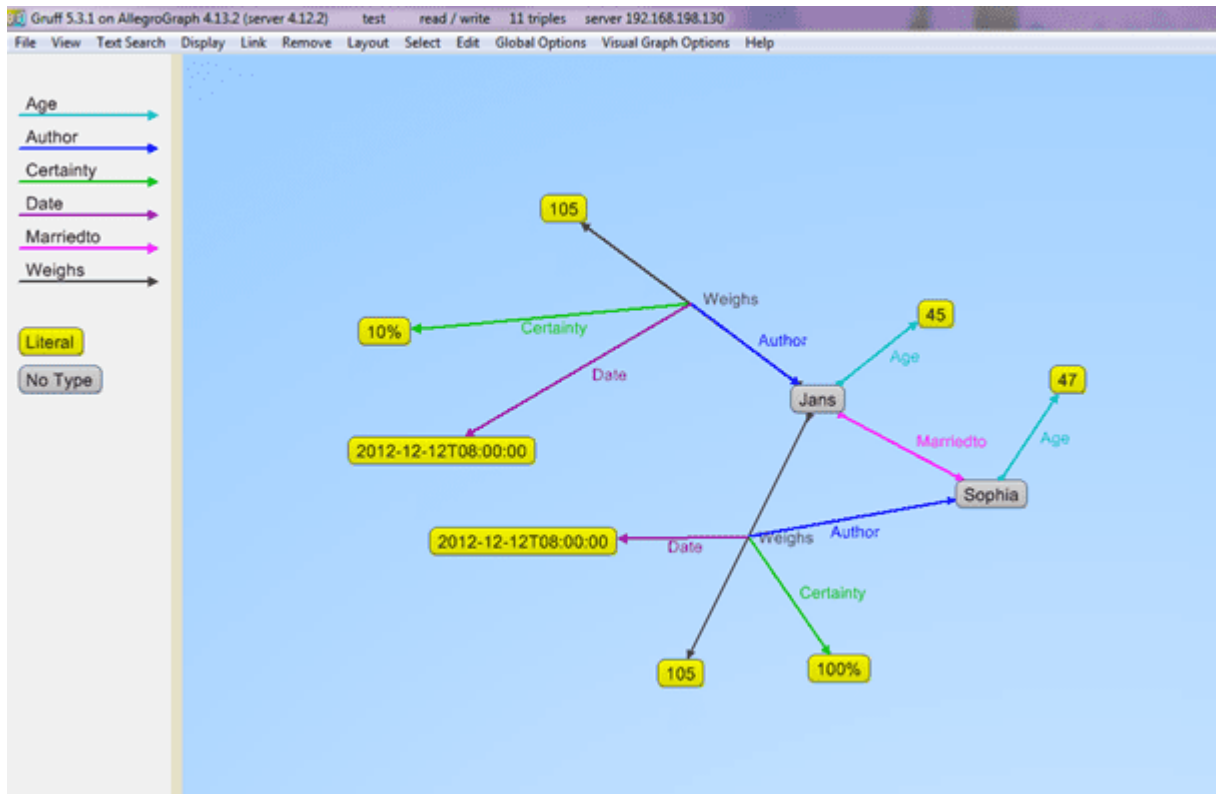 Gruff 5.3.1 on AllegroGraph 4.13.2 (server 4.12.2) test read / write 11 triples server 192.168.198.130
File View Text Search Display Link Remove Layout Select Edit Global Options Visual Graph Options Help
Age
Author
Certainty
Date
Marriedto
Weighs
Literal
No Type
105
Weighs
10%
Certainty
Author
45
Age
Date
47
Jans
2012-12-12T08:00:00
Marriedto
Age
Sophia
2012-12-12T08:00:00
Date
Weighs
Author
Certainty
105
100%